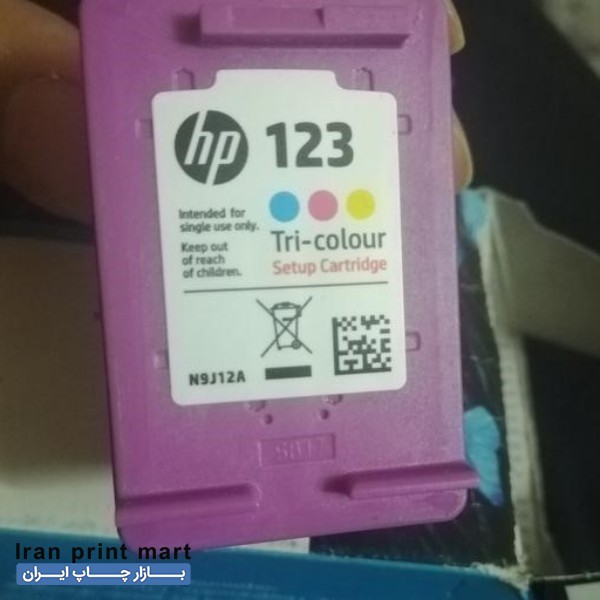 hp 123
Intended for
single use only.
Keep out
of reach
of children.
Tri-colour
Setup Cartridge
N9J12A
Iran print mart
بازار چاپ ایران